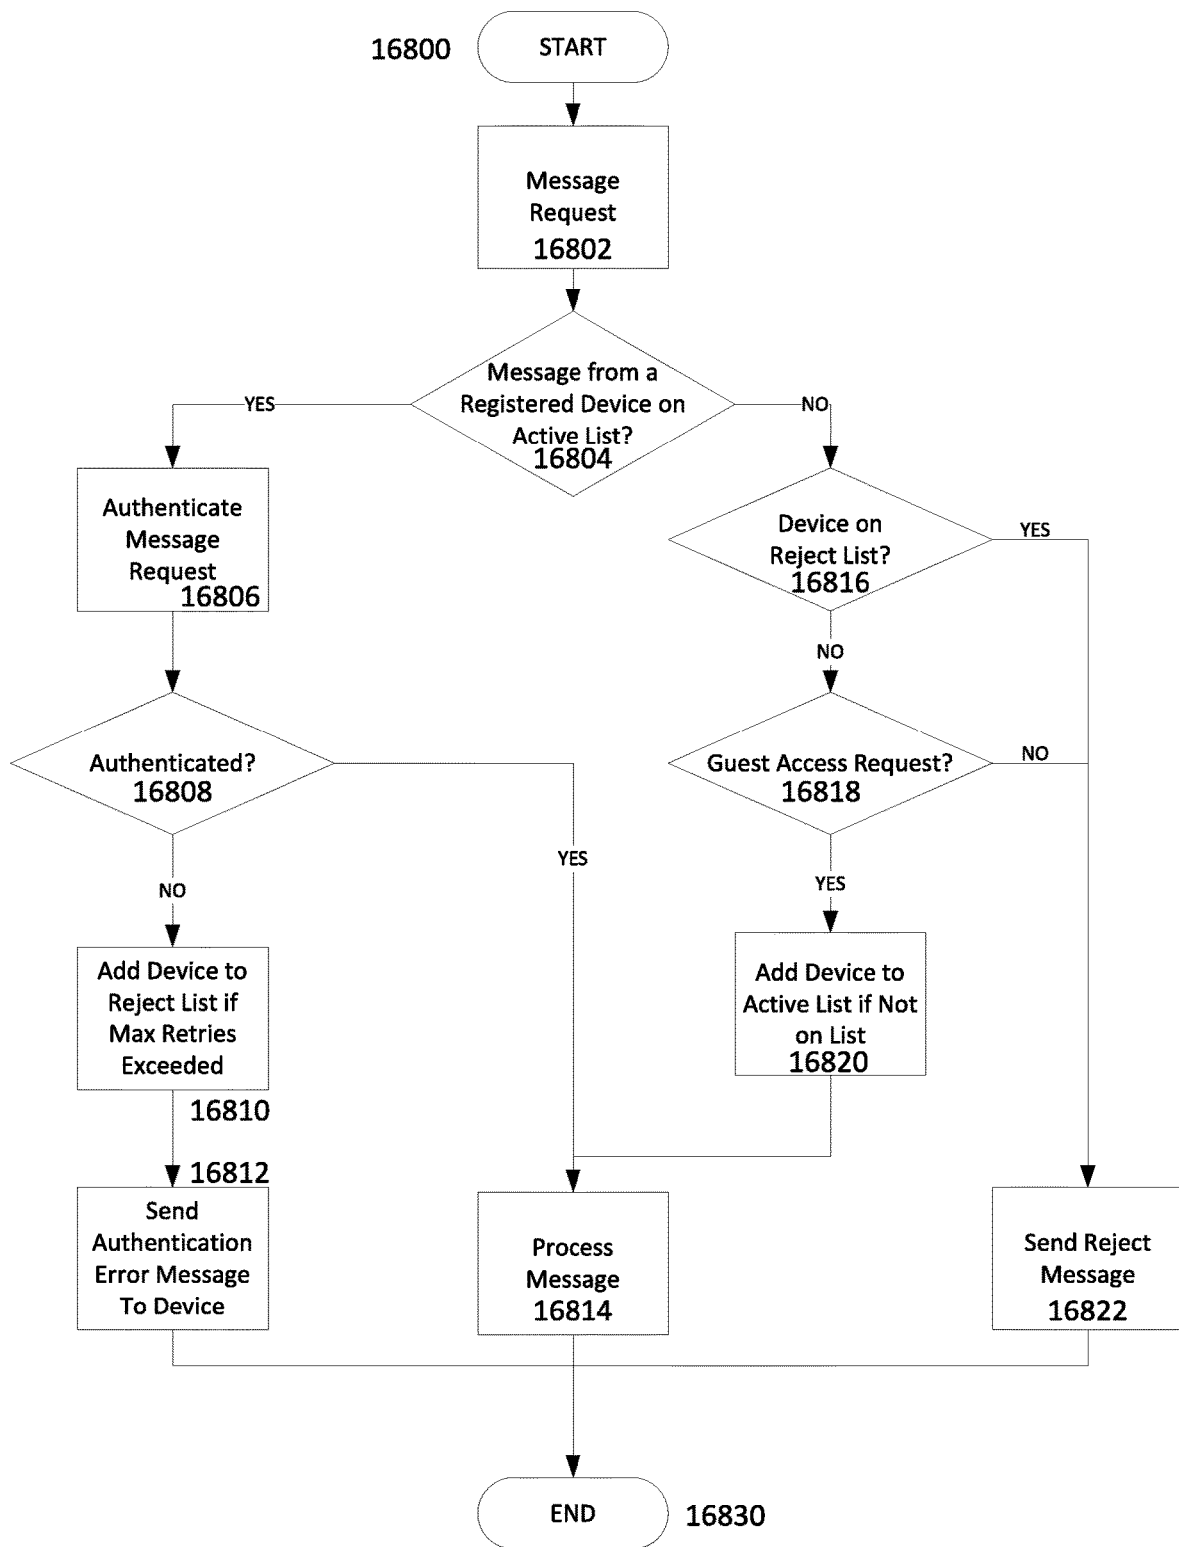 16800
START
Message
Request
16802
Message from a
Registered Device on
Active List?
16804
YES
NO
Authenticate
Message
Request
16806
Device on
Reject List?
16816
YES
NO
Authenticated?
16808
Guest Access Request?
16818
NO
YES
NO
YES
Add Device to
Reject List if
Max Retries
Exceeded
16810
Add Device to
Active List if Not
on List
16820
16812
Send
Authentication
Error Message
To Device
Process
Message
16814
Send Reject
Message
16822
END
16830